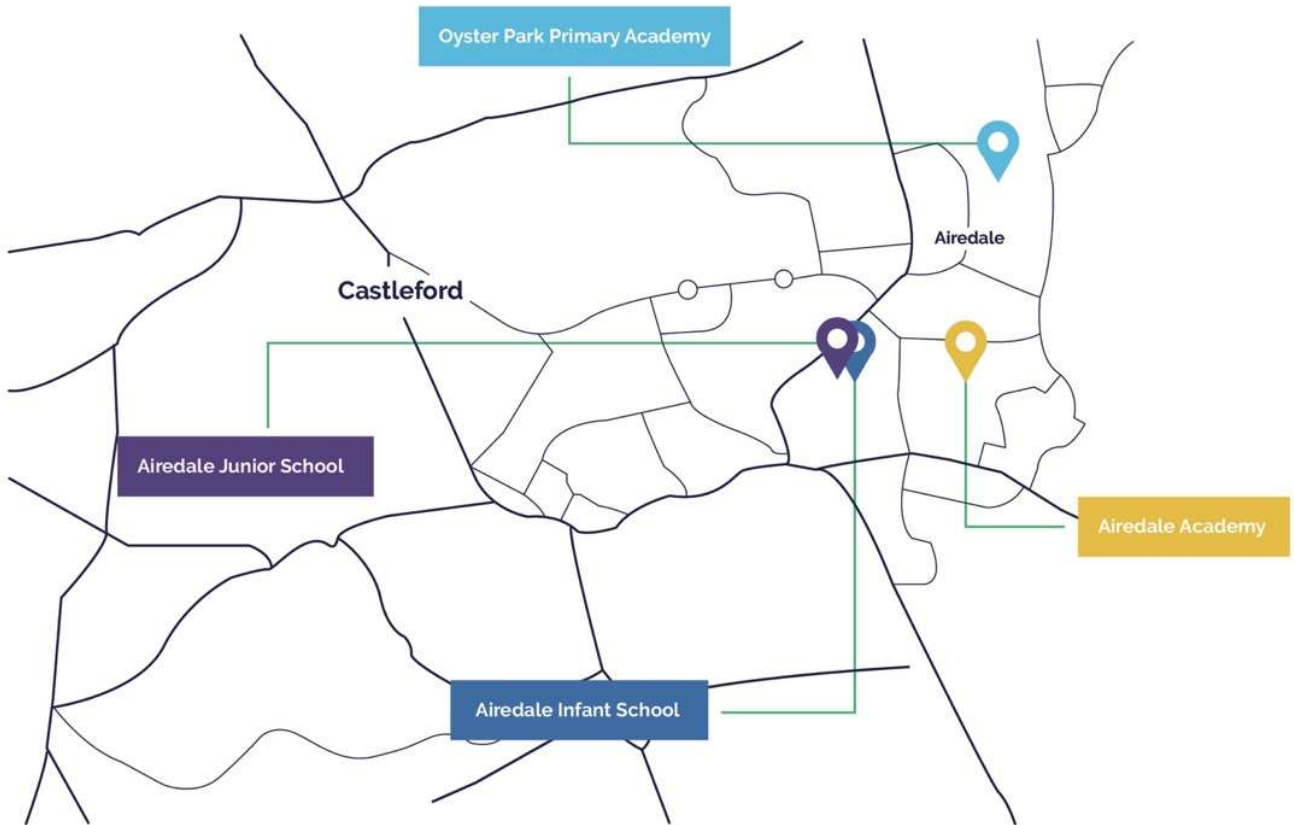 Oyster Park Primary Academy
Airedale
Castleford
Airedale Junior School
Airedale Academy
Airedale Infant School